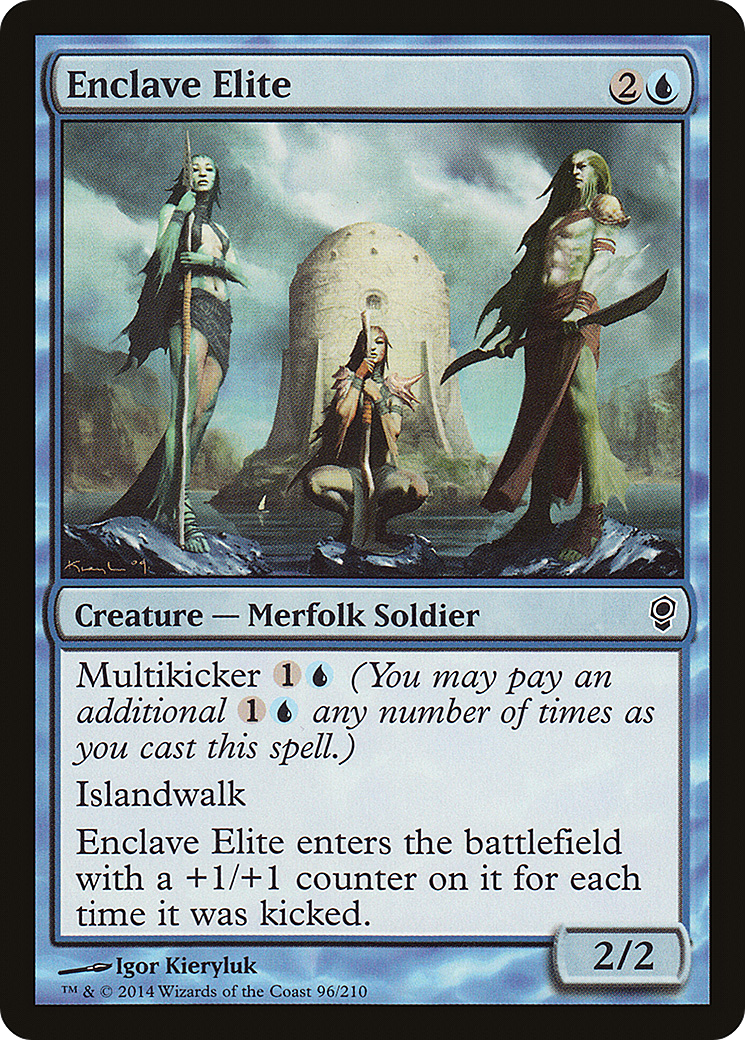 Enclave Elite 2
Kieryluk 09.
Creature — Merfolk Soldier
Multikicker 1 (You may pay an
additional 1 any number of times as
you cast this spell.)
Islandwalk
Enclave Elite enters the battlefield
with a +1/+1 counter on it for each
time it was kicked.
2/2
Igor Kieryluk
™ & © 2014 Wizards of the Coast 96/210